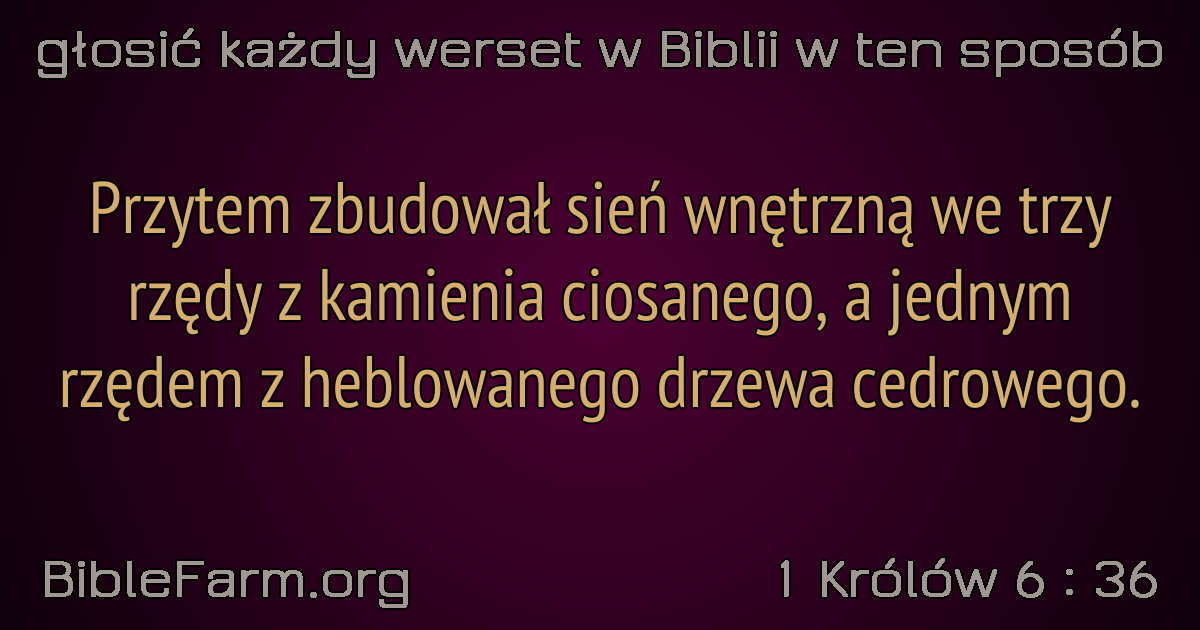 głosić każdy werset w Biblii w ten sposób
Przytem zbudował sień wnętrzną we trzy
rzędy z kamienia ciosanego, a jednym
rzędem z heblowanego drzewa cedrowego.
BibleFarm.org
1 Królów 6 : 36